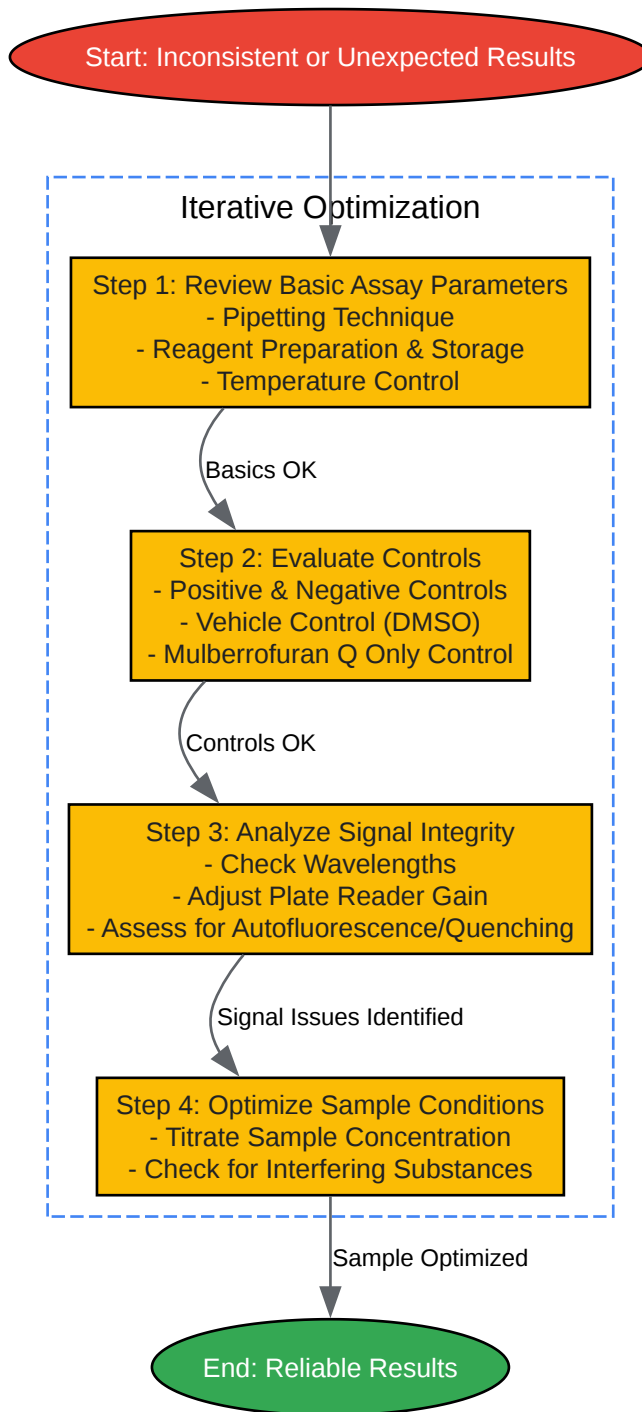 Start: Inconsistent or Unexpected Results
Iterative Optimization
Step 1: Review Basic Assay Parameters
- Pipetting Technique
- Reagent Preparation & Storage
- Temperature Control
Basics OK
Step 2: Evaluate Controls
- Positive & Negative Controls
- Vehicle Control (DMSO)
- Mulberrofuran Q Only Control
Controls OK
Step 3: Analyze Signal Integrity
- Check Wavelengths
- Adjust Plate Reader Gain
- Assess for Autofluorescence/Quenching
Signal Issues Identified
Step 4: Optimize Sample Conditions
- Titrate Sample Concentration
- Check for Interfering Substances
Sample Optimized
End: Reliable Results